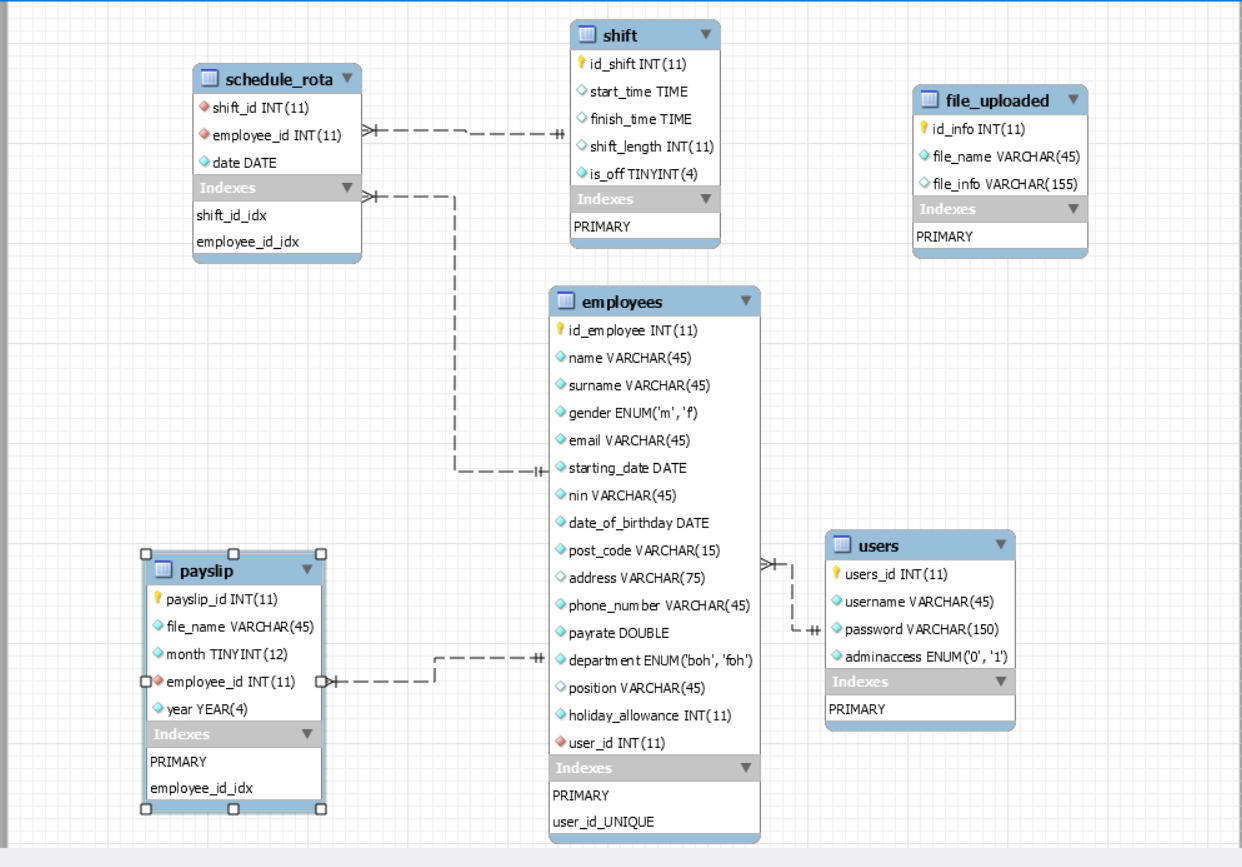 schedule_rota
shift_id INT(11)
employee_id INT(11)
date DATE
Indexes
shift_id_idx
employee_id_idx
shift
id_shift INT(11)
start_time TIME
finish_time TIME
shift_length INT(11)
is_off TINYINT(4)
Indexes
PRIMARY
file_uploaded
id_info INT(11)
file_name VARCHAR(45)
file_info VARCHAR(155)
Indexes
PRIMARY
employees
id_employee INT(11)
name VARCHAR(45)
surname VARCHAR(45)
gender ENUM('m', 'f')
email VARCHAR(45)
starting_date DATE
nin VARCHAR(45)
date_of_birthday DATE
post_code VARCHAR(15)
address VARCHAR(75)
phone_number VARCHAR(45)
payrate DOUBLE
department ENUM('boh', 'foh')
position VARCHAR(45)
holiday_allowance INT(11)
user_id INT(11)
Indexes
PRIMARY
user_id_UNIQUE
payslip
payslip_id INT(11)
file_name VARCHAR(45)
month TINYINT(12)
employee_id INT(11)
year YEAR(4)
Indexes
PRIMARY
employee_id_idx
users
users_id INT(11)
username VARCHAR(45)
password VARCHAR(150)
adminaccess ENUM('0', '1')
Indexes
PRIMARY